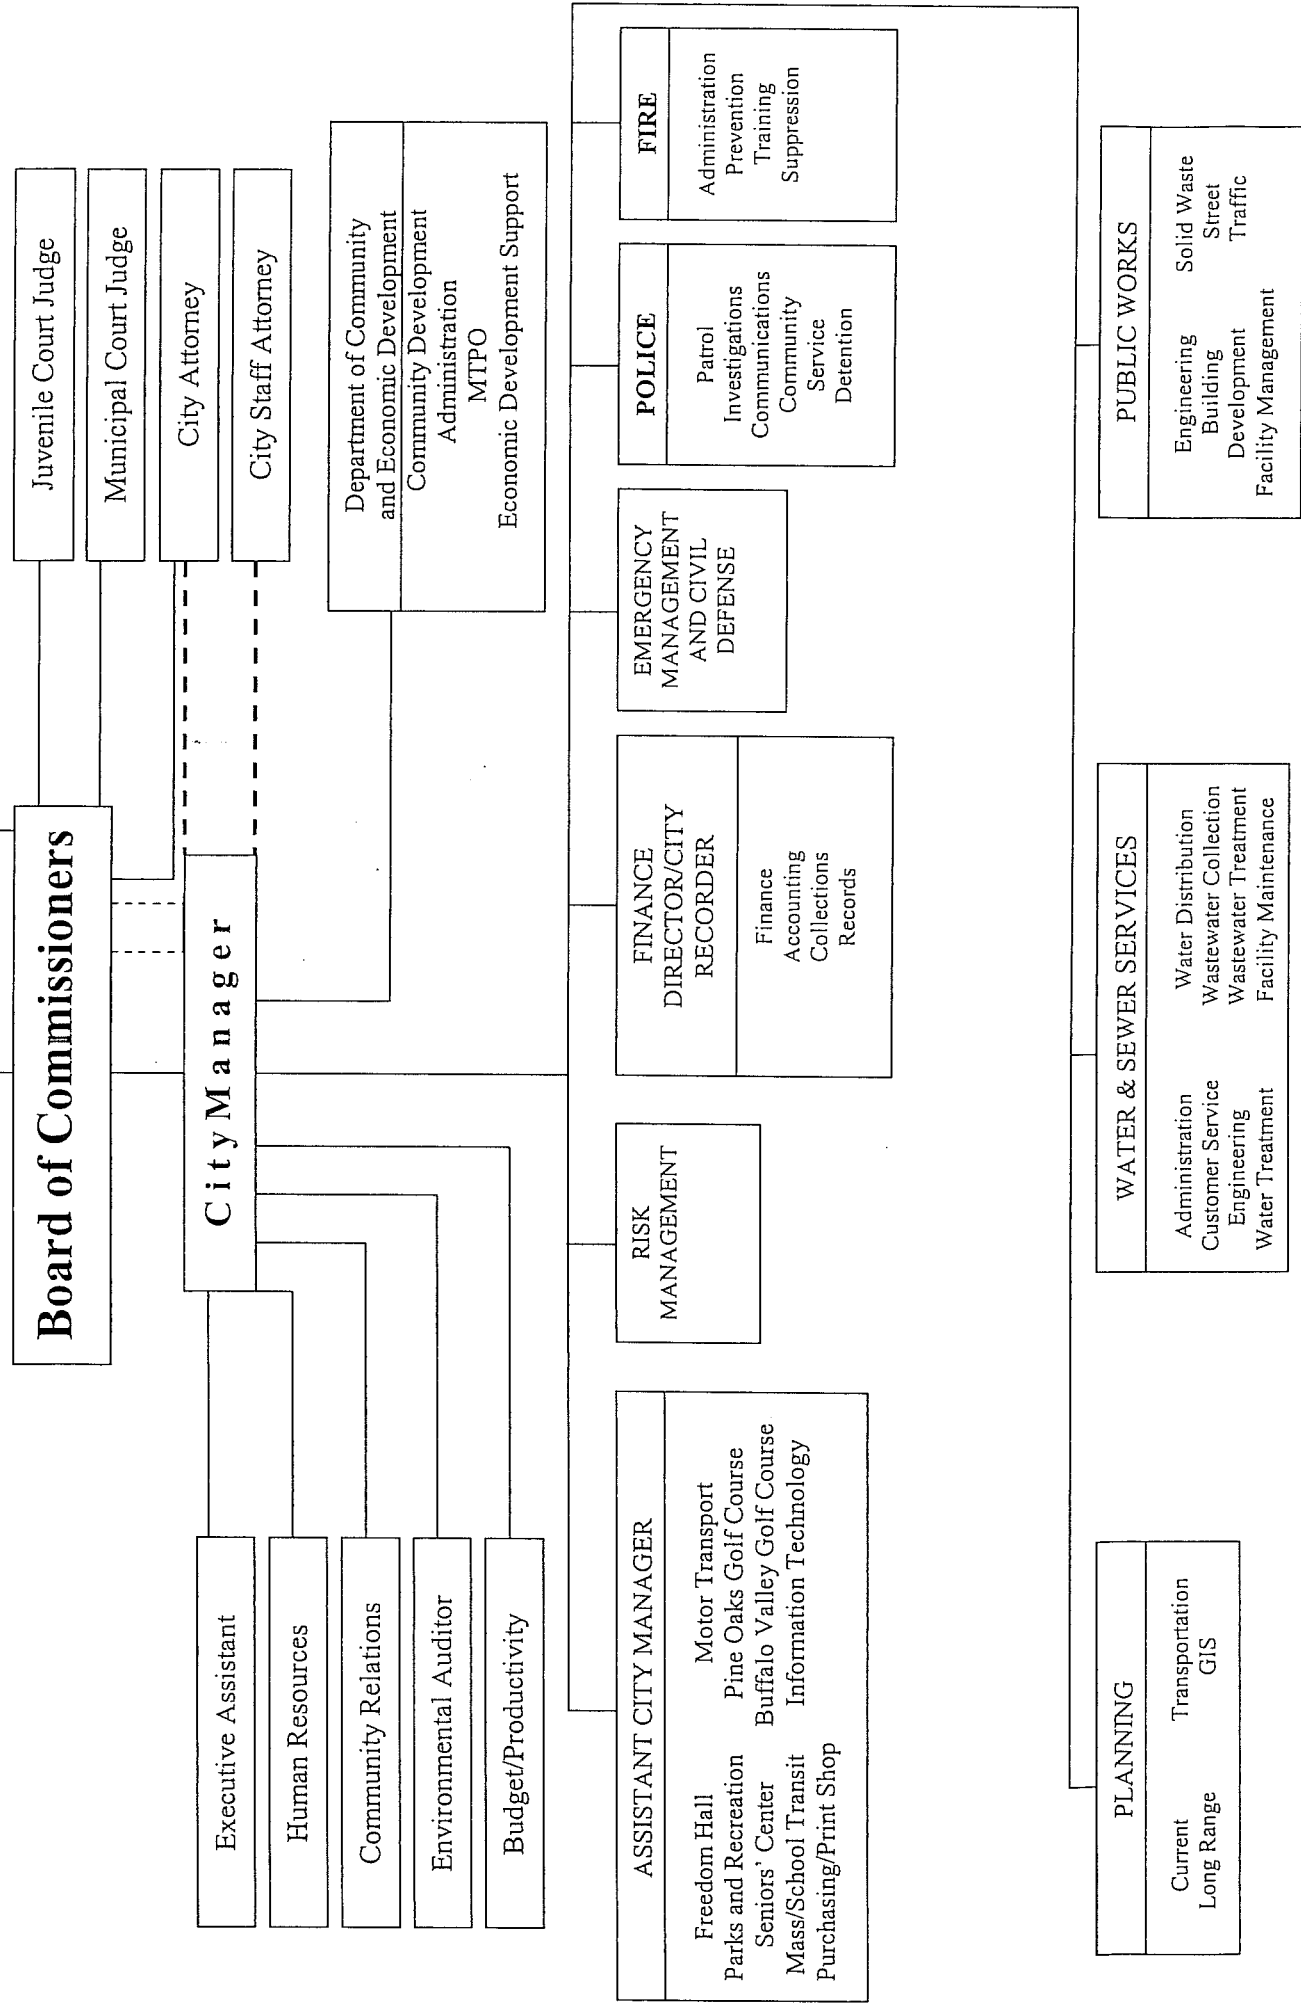 Board of Commissioners
Juvenile Court Judge
Municipal Court Judge
City Attorney
City Staff Attorney
City Manager
Executive Assistant
Human Resources
Community Relations
Environmental Auditor
Budget/Productivity
Department of Community
and Economic Development
Community Development
Administration
MTPO
Economic Development Support
ASSISTANT CITY MANAGER
Freedom Hall
Parks and Recreation
Seniors' Center
Mass/School Transit
Purchasing/Print Shop
Motor Transport
Pine Oaks Golf Course
Buffalo Valley Golf Course
Information Technology
RISK
MANAGEMENT
FINANCE
DIRECTOR/CITY
RECORDER
Finance
Accounting
Collections
Records
EMERGENCY
MANAGEMENT
AND CIVIL
DEFENSE
POLICE
Patrol
Investigations
Communications
Community
Service
Detention
FIRE
Administration
Prevention
Training
Suppression
PLANNING
Current
Long Range
Transportation
GIS
WATER & SEWER SERVICES
Administration
Customer Service
Engineering
Water Treatment
Water Distribution
Wastewater Collection
Wastewater Treatment
Facility Maintenance
PUBLIC WORKS
Engineering
Building
Development
Facility Management
Solid Waste
Street
Traffic